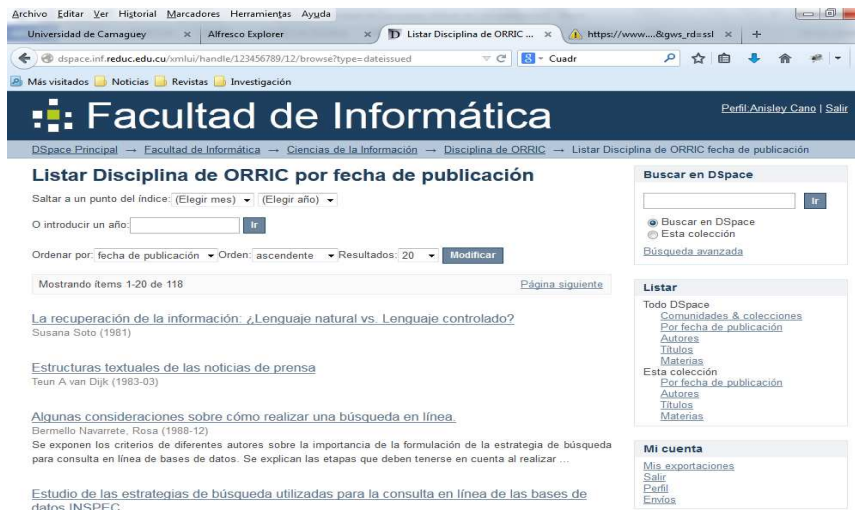 Archivo Editar Ver Historial Marcadores Herramientas Ayuda
Universidad de Camaguey × Alfresco Explorer × Listar Disciplina de ORRIC ... × https://www....&gws_rd=ssl × +
dspace.inf.reduc.edu.cu/xmlui/handle/123456789/12/browse?type=dateissued
Cuadr
Más visitados Noticias Revistas Investigación
Facultad de Informática
Perfil:Anisley Cano | Salir
DSpace Principal → Facultad de Informática → Ciencias de la Información → Disciplina de ORRIC → Listar Disciplina de ORRIC fecha de publicación
Listar Disciplina de ORRIC por fecha de publicación
Saltar a un punto del índice: (Elegir mes) (Elegir año)
O introducir un año: Ir
Ordenar por: fecha de publicación Orden: ascendente Resultados: 20 Modificar
Mostrando ítems 1-20 de 118 Página siguiente
La recuperación de la información: ¿Lenguaje natural vs. Lenguaje controlado?
Susana Soto (1981)
Estructuras textuales de las noticias de prensa
Teun A van Dijk (1983-03)
Algunas consideraciones sobre cómo realizar una búsqueda en línea.
Bermello Navarrete, Rosa (1988-12)
Se exponen los criterios de diferentes autores sobre la importancia de la formulación de la estrategia de búsqueda
para consulta en línea de bases de datos. Se explican las etapas que deben tenerse en cuenta al realizar ...
Estudio de las estrategias de búsqueda utilizadas para la consulta en línea de las bases de
datos INSPEC
Buscar en DSpace
Ir
Buscar en DSpace
Esta colección
Búsqueda avanzada
Listar
Todo DSpace
Comunidades & colecciones
Por fecha de publicación
Autores
Títulos
Materias
Esta colección
Por fecha de publicación
Autores
Títulos
Materias
Mi cuenta
Mis exportaciones
Salir
Perfil
Envíos